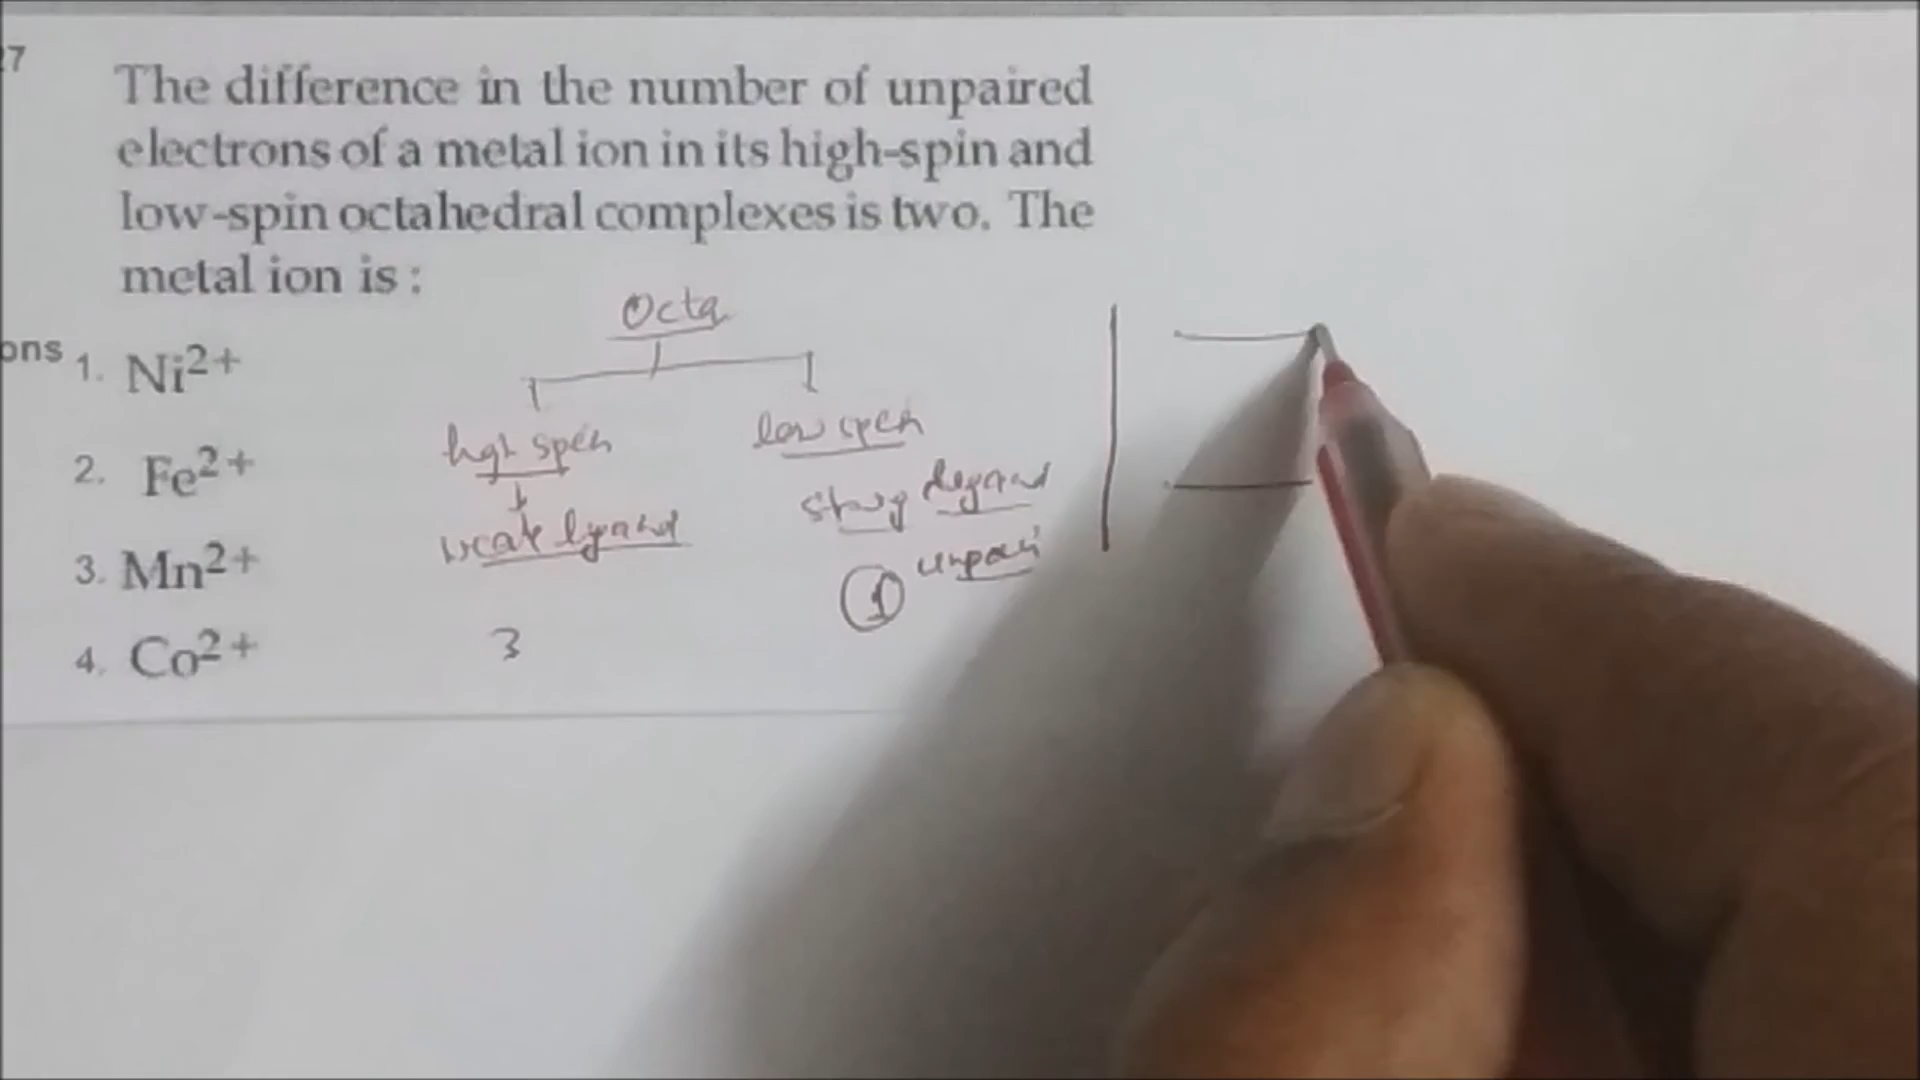 27
The difference in the number of unpaired
electrons of a metal ion in its high-spin and
low-spin octahedral complexes is two. The
metal ion is :
ons
1. Ni2+
2. Fe2+
3. Mn2+
4. Co2+
Octa
high spin
low spin
weak ligand
strong ligand
3
1